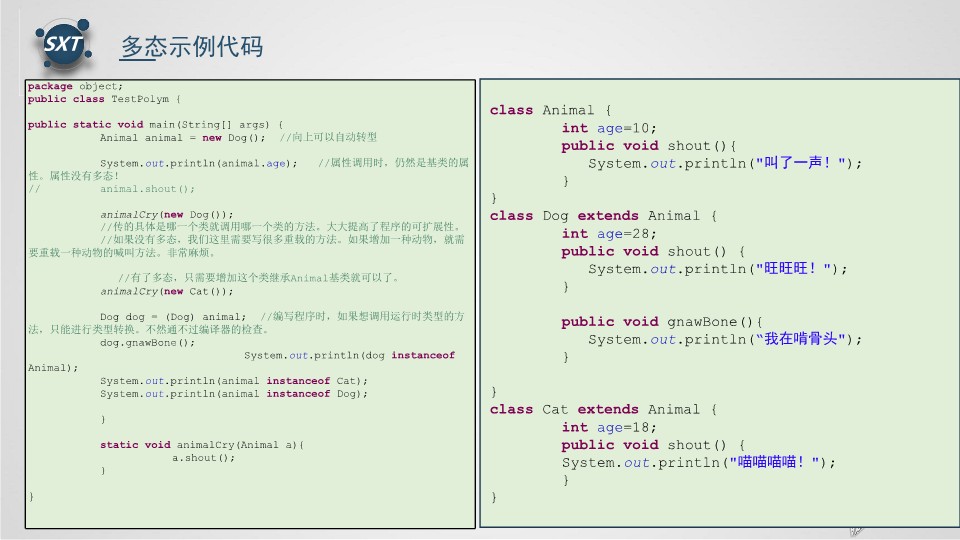 SXT
多态示例代码
package object;
public class TestPolym {
public static void main(String[] args) {
Animal animal = new Dog();  //向上可以自动转型
System.out.println(animal.age);   //属性调用时，仍然是基类的属
性。属性没有多态！
//       animal.shout();
animalCry(new Dog());
//传的具体是哪一个类就调用哪一个类的方法。大大提高了程序的可扩展性。
//如果没有多态，我们这里需要写很多重载的方法。如果增加一种动物，就需
要重载一种动物的喊叫方法。非常麻烦。
//有了多态，只需要增加这个类继承Animal基类就可以了。
animalCry(new Cat());
Dog dog = (Dog) animal;  //编写程序时，如果想调用运行时类型的方
法，只能进行类型转换。不然通不过编译器的检查。
dog.gnawBone();
System.out.println(dog instanceof
Animal);
System.out.println(animal instanceof Cat);
System.out.println(animal instanceof Dog);
}
static void animalCry(Animal a){
a.shout();
}
}
class Animal {
int age=10;
public void shout(){
System.out.println("叫了一声！");
}
}
class Dog extends Animal {
int age=28;
public void shout() {
System.out.println("旺旺旺！");
}
public void gnawBone(){
System.out.println(“我在啃骨头");
}
}
class Cat extends Animal {
int age=18;
public void shout() {
System.out.println("喵喵喵喵！");
}
}